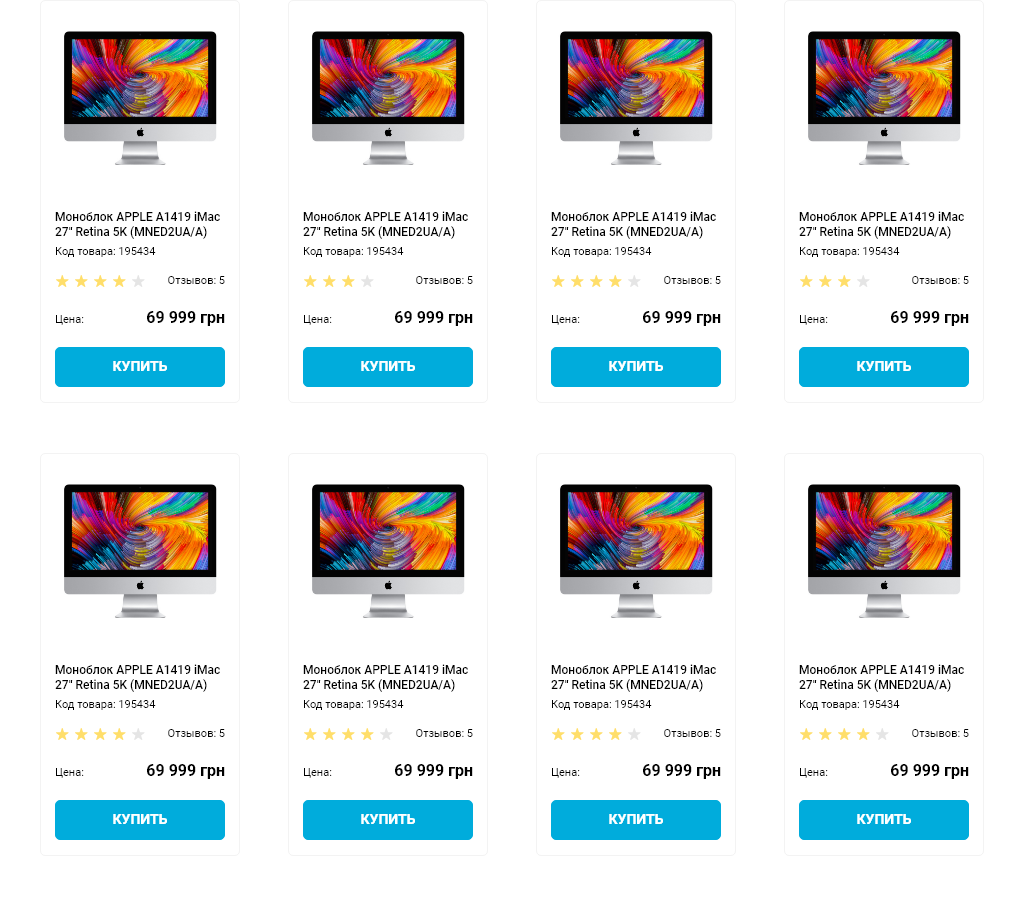 Моноблок APPLE A1419 iMac
27" Retina 5K (MNED2UA/A)
Код товара: 195434
Отзывов: 5
Цена: 69 999 грн
КУПИТЬ
Моноблок APPLE A1419 iMac
27" Retina 5K (MNED2UA/A)
Код товара: 195434
Отзывов: 5
Цена: 69 999 грн
КУПИТЬ
Моноблок APPLE A1419 iMac
27" Retina 5K (MNED2UA/A)
Код товара: 195434
Отзывов: 5
Цена: 69 999 грн
КУПИТЬ
Моноблок APPLE A1419 iMac
27" Retina 5K (MNED2UA/A)
Код товара: 195434
Отзывов: 5
Цена: 69 999 грн
КУПИТЬ
Моноблок APPLE A1419 iMac
27" Retina 5K (MNED2UA/A)
Код товара: 195434
Отзывов: 5
Цена: 69 999 грн
КУПИТЬ
Моноблок APPLE A1419 iMac
27" Retina 5K (MNED2UA/A)
Код товара: 195434
Отзывов: 5
Цена: 69 999 грн
КУПИТЬ
Моноблок APPLE A1419 iMac
27" Retina 5K (MNED2UA/A)
Код товара: 195434
Отзывов: 5
Цена: 69 999 грн
КУПИТЬ
Моноблок APPLE A1419 iMac
27" Retina 5K (MNED2UA/A)
Код товара: 195434
Отзывов: 5
Цена: 69 999 грн
КУПИТЬ